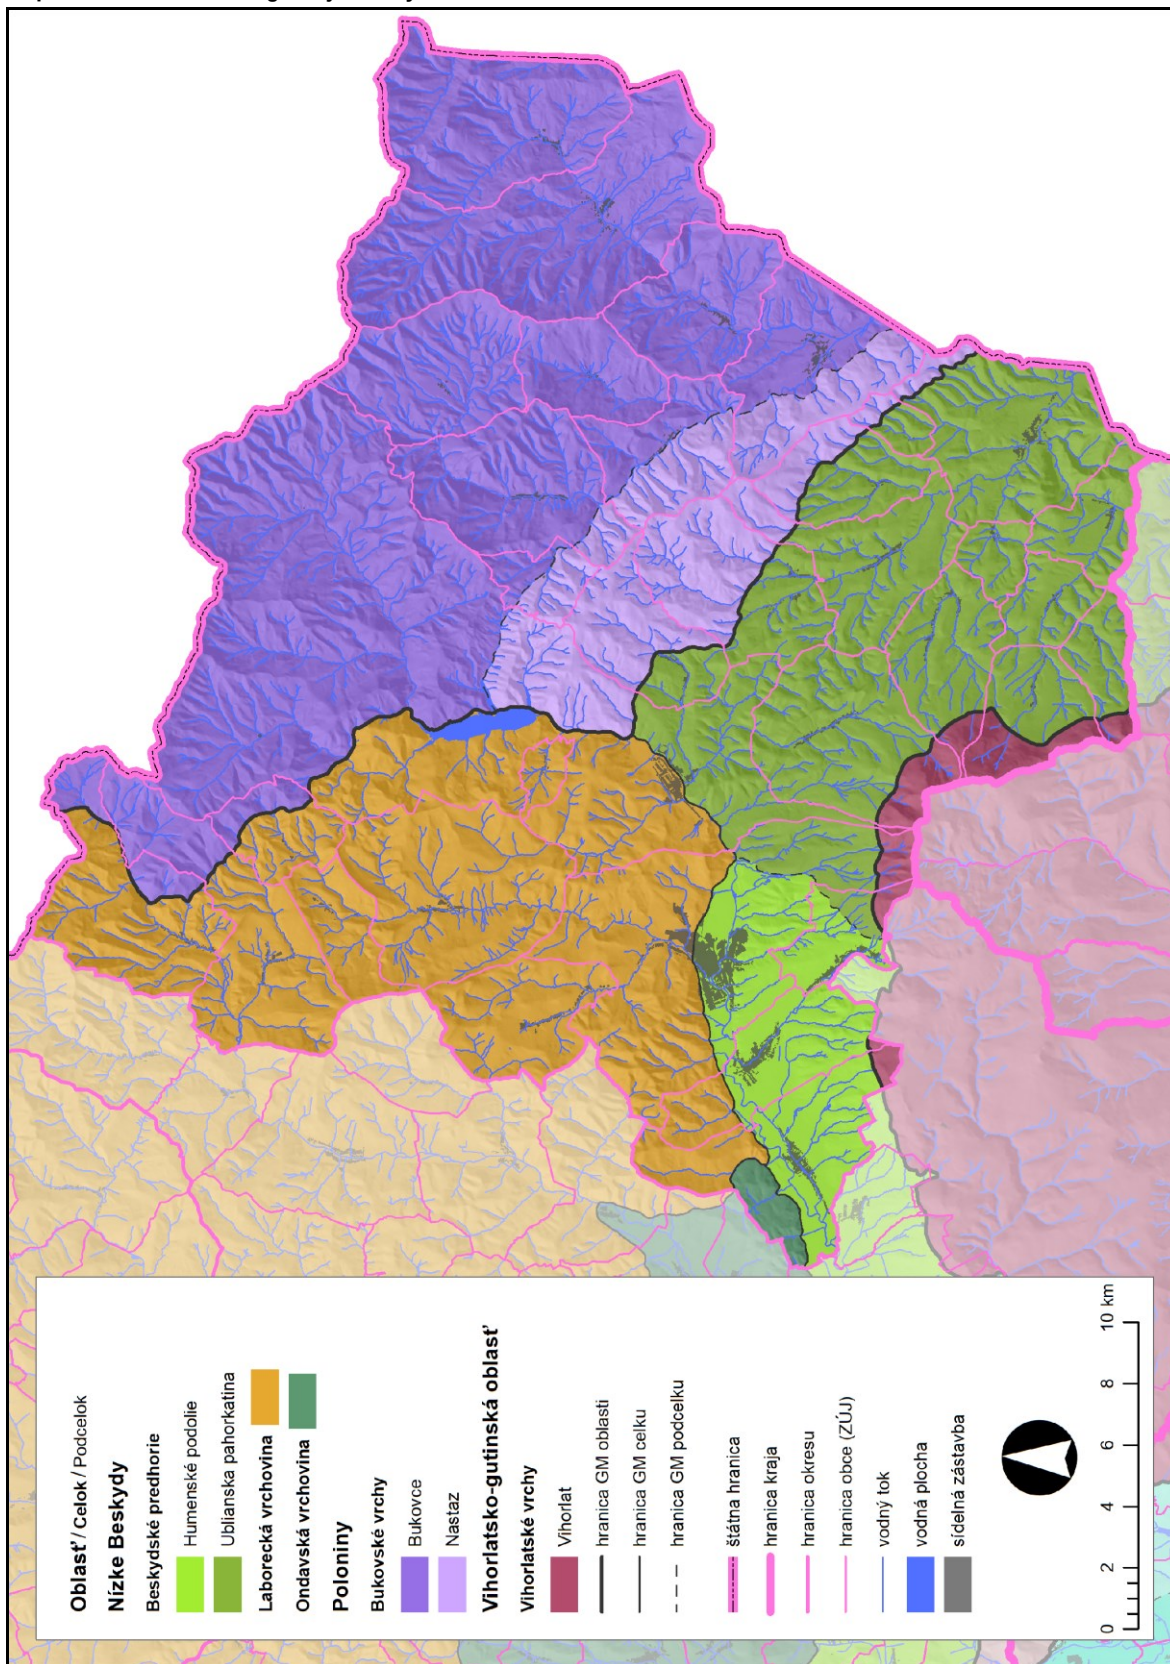 Oblasť / Celok / Podcelok
Nízke Beskydy
Beskydské predhorie
Humenské podolie
Ublianska pahorkatina
Laborecká vrchovina
Ondavská vrchovina
Poloniny
Bukovské vrchy
Bukovce
Nastaz
Vihorlatsko-gutinská oblasť
Vihorlatské vrchy
Vihorlat
hranica GM oblasti
hranica GM celku
hranica GM podcelku
štátna hranica
hranica kraja
hranica okresu
hranica obce (ZÚJ)
vodný tok
vodná plocha
sídelná zástavba
0 2 4 6 8 10 km